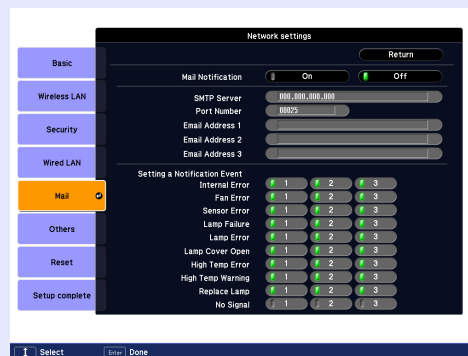 Network settings
Return
Basic
Mail Notification On Off
Wireless LAN
SMTP Server 000.000.000.000
Port Number 00025
Security
Email Address 1
Email Address 2
Wired LAN
Email Address 3
Setting a Notification Event
Internal Error 1 2 3
Mail
Fan Error 1 2 3
Sensor Error 1 2 3
Others
Lamp Failure 1 2 3
Lamp Error 1 2 3
Lamp Cover Open 1 2 3
Reset
High Temp Error 1 2 3
High Temp Warning 1 2 3
Setup complete
Replace Lamp 1 2 3
No Signal 1 2 3
Select Enter Done